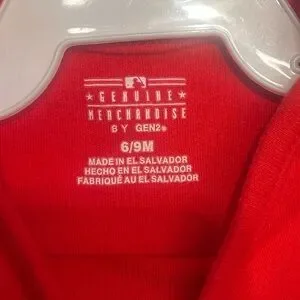 GENUINE
MERCHANDISE
BY GEN2®
6/9M
MADE IN EL SALVADOR
HECHO EN EL SALVADOR
FABRIQUÉ AU EL SALVADOR